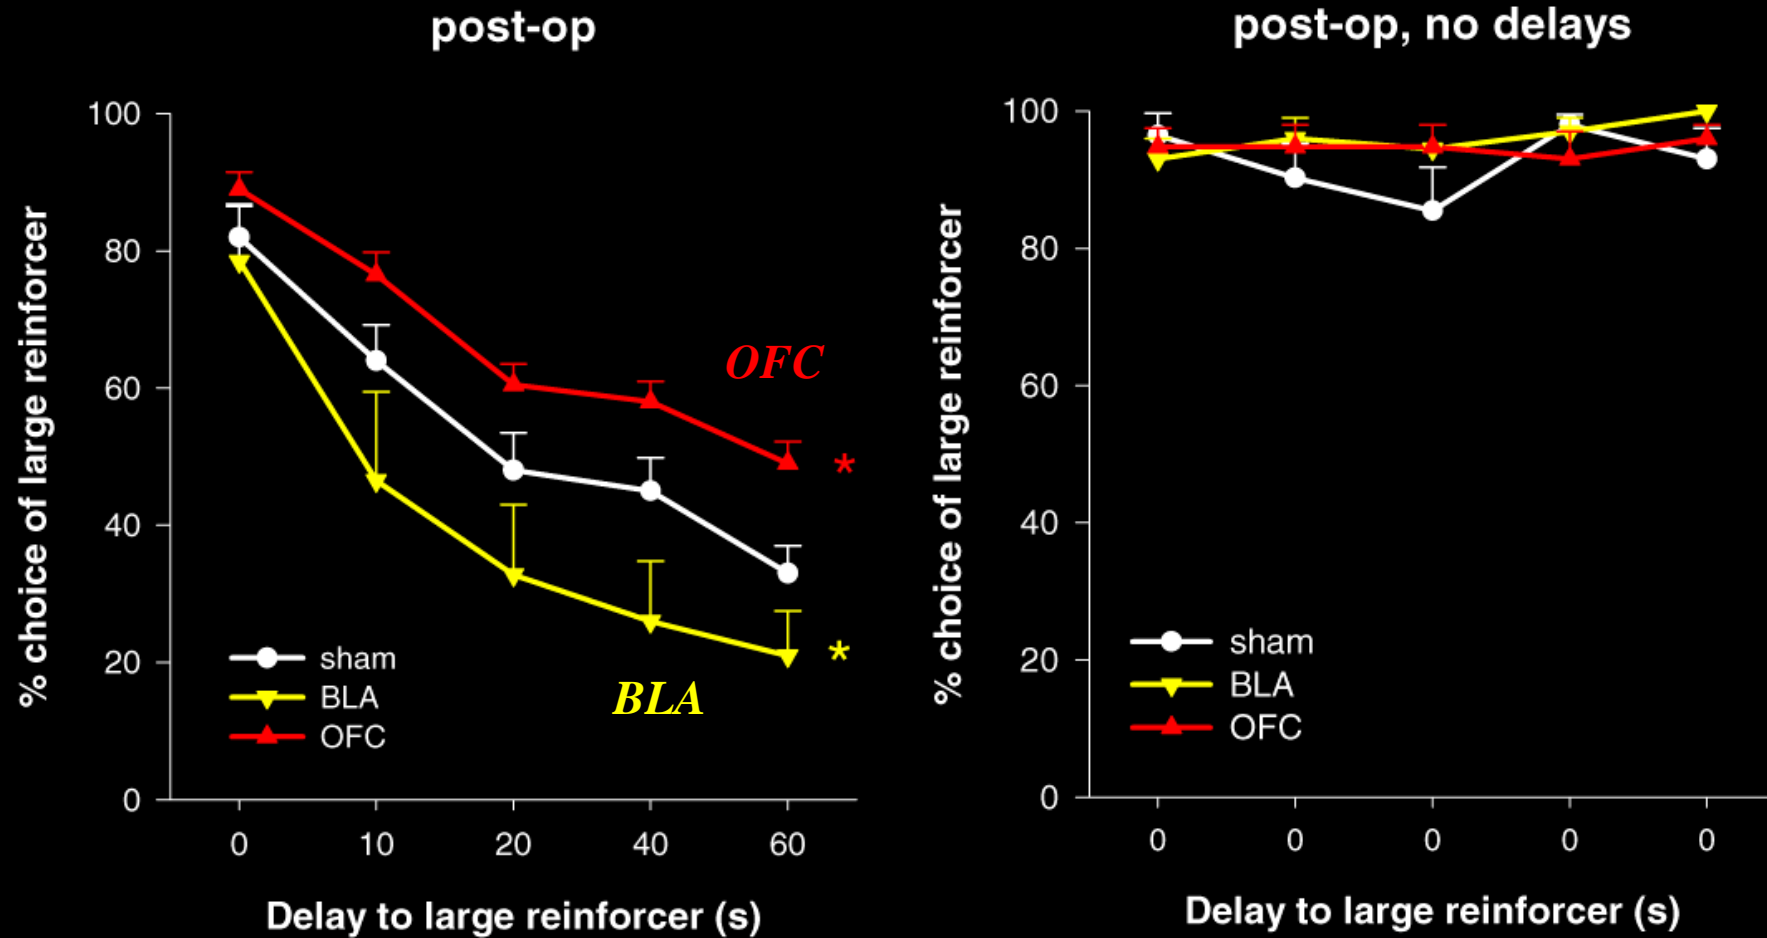 post-op
% choice of large reinforcer
100
80
60
40
20
0
OFC
*
*
BLA
sham
BLA
OFC
0 10 20 40 60
Delay to large reinforcer (s)
post-op, no delays
% choice of large reinforcer
100
80
60
40
20
0
sham
BLA
OFC
0 0 0 0 0
Delay to large reinforcer (s)